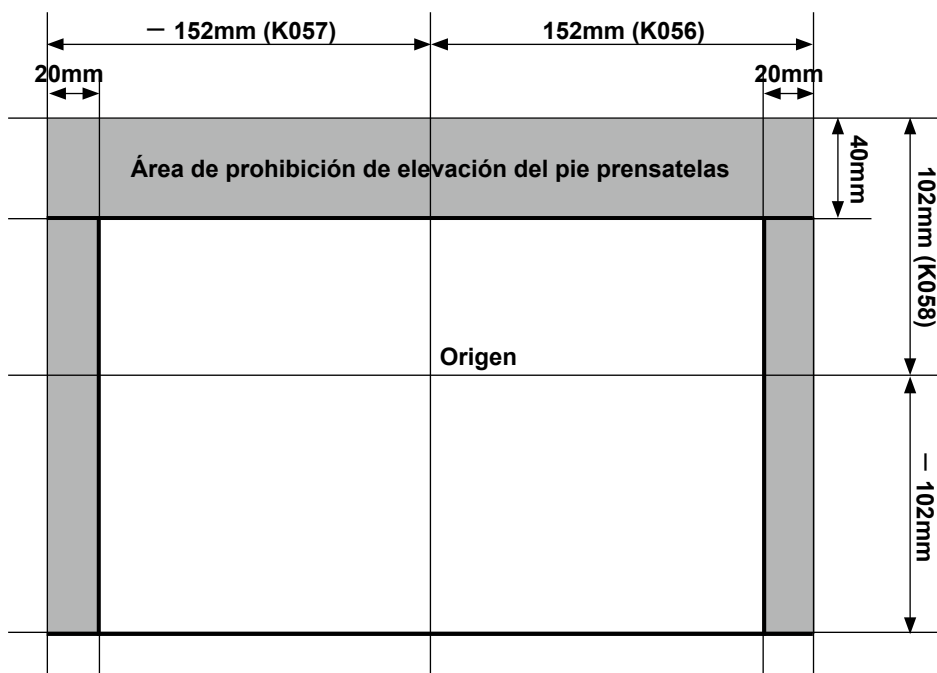 － 152mm (K057)
152mm (K056)
20mm
20mm
Área de prohibición de elevación del pie prensatelas
40mm
102mm (K058)
Origen
－ 102mm